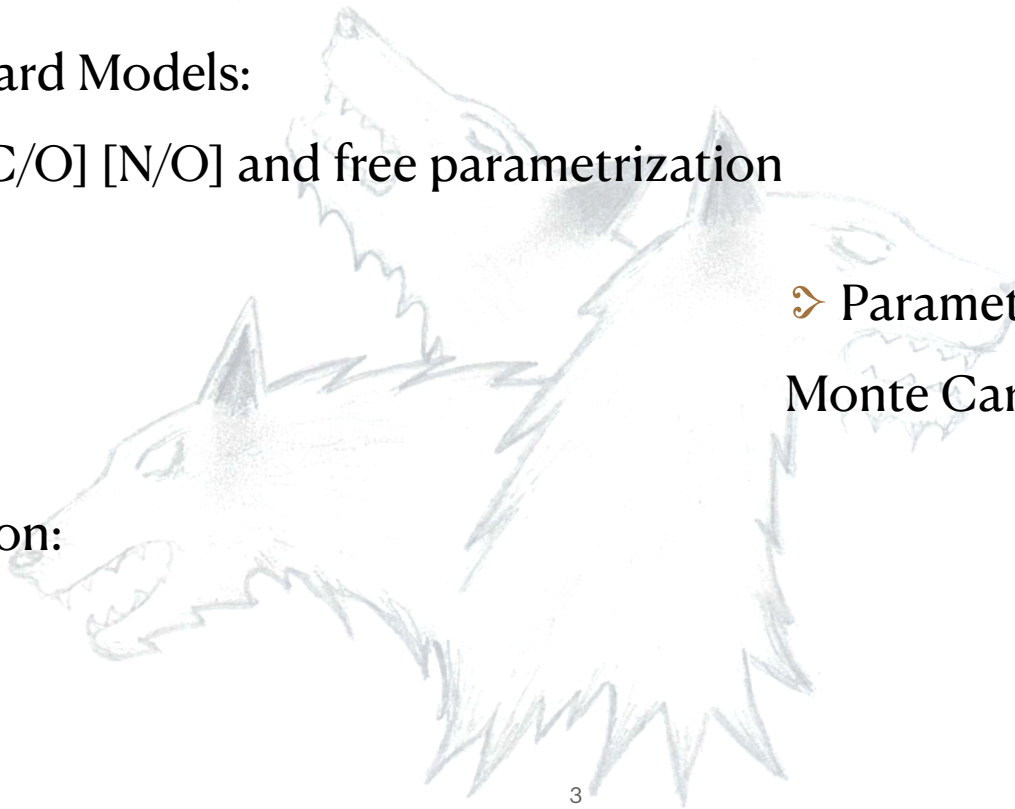 ard Models:
C/O] [N/O] and free parametrization
Paramet
Monte Car
on:
3